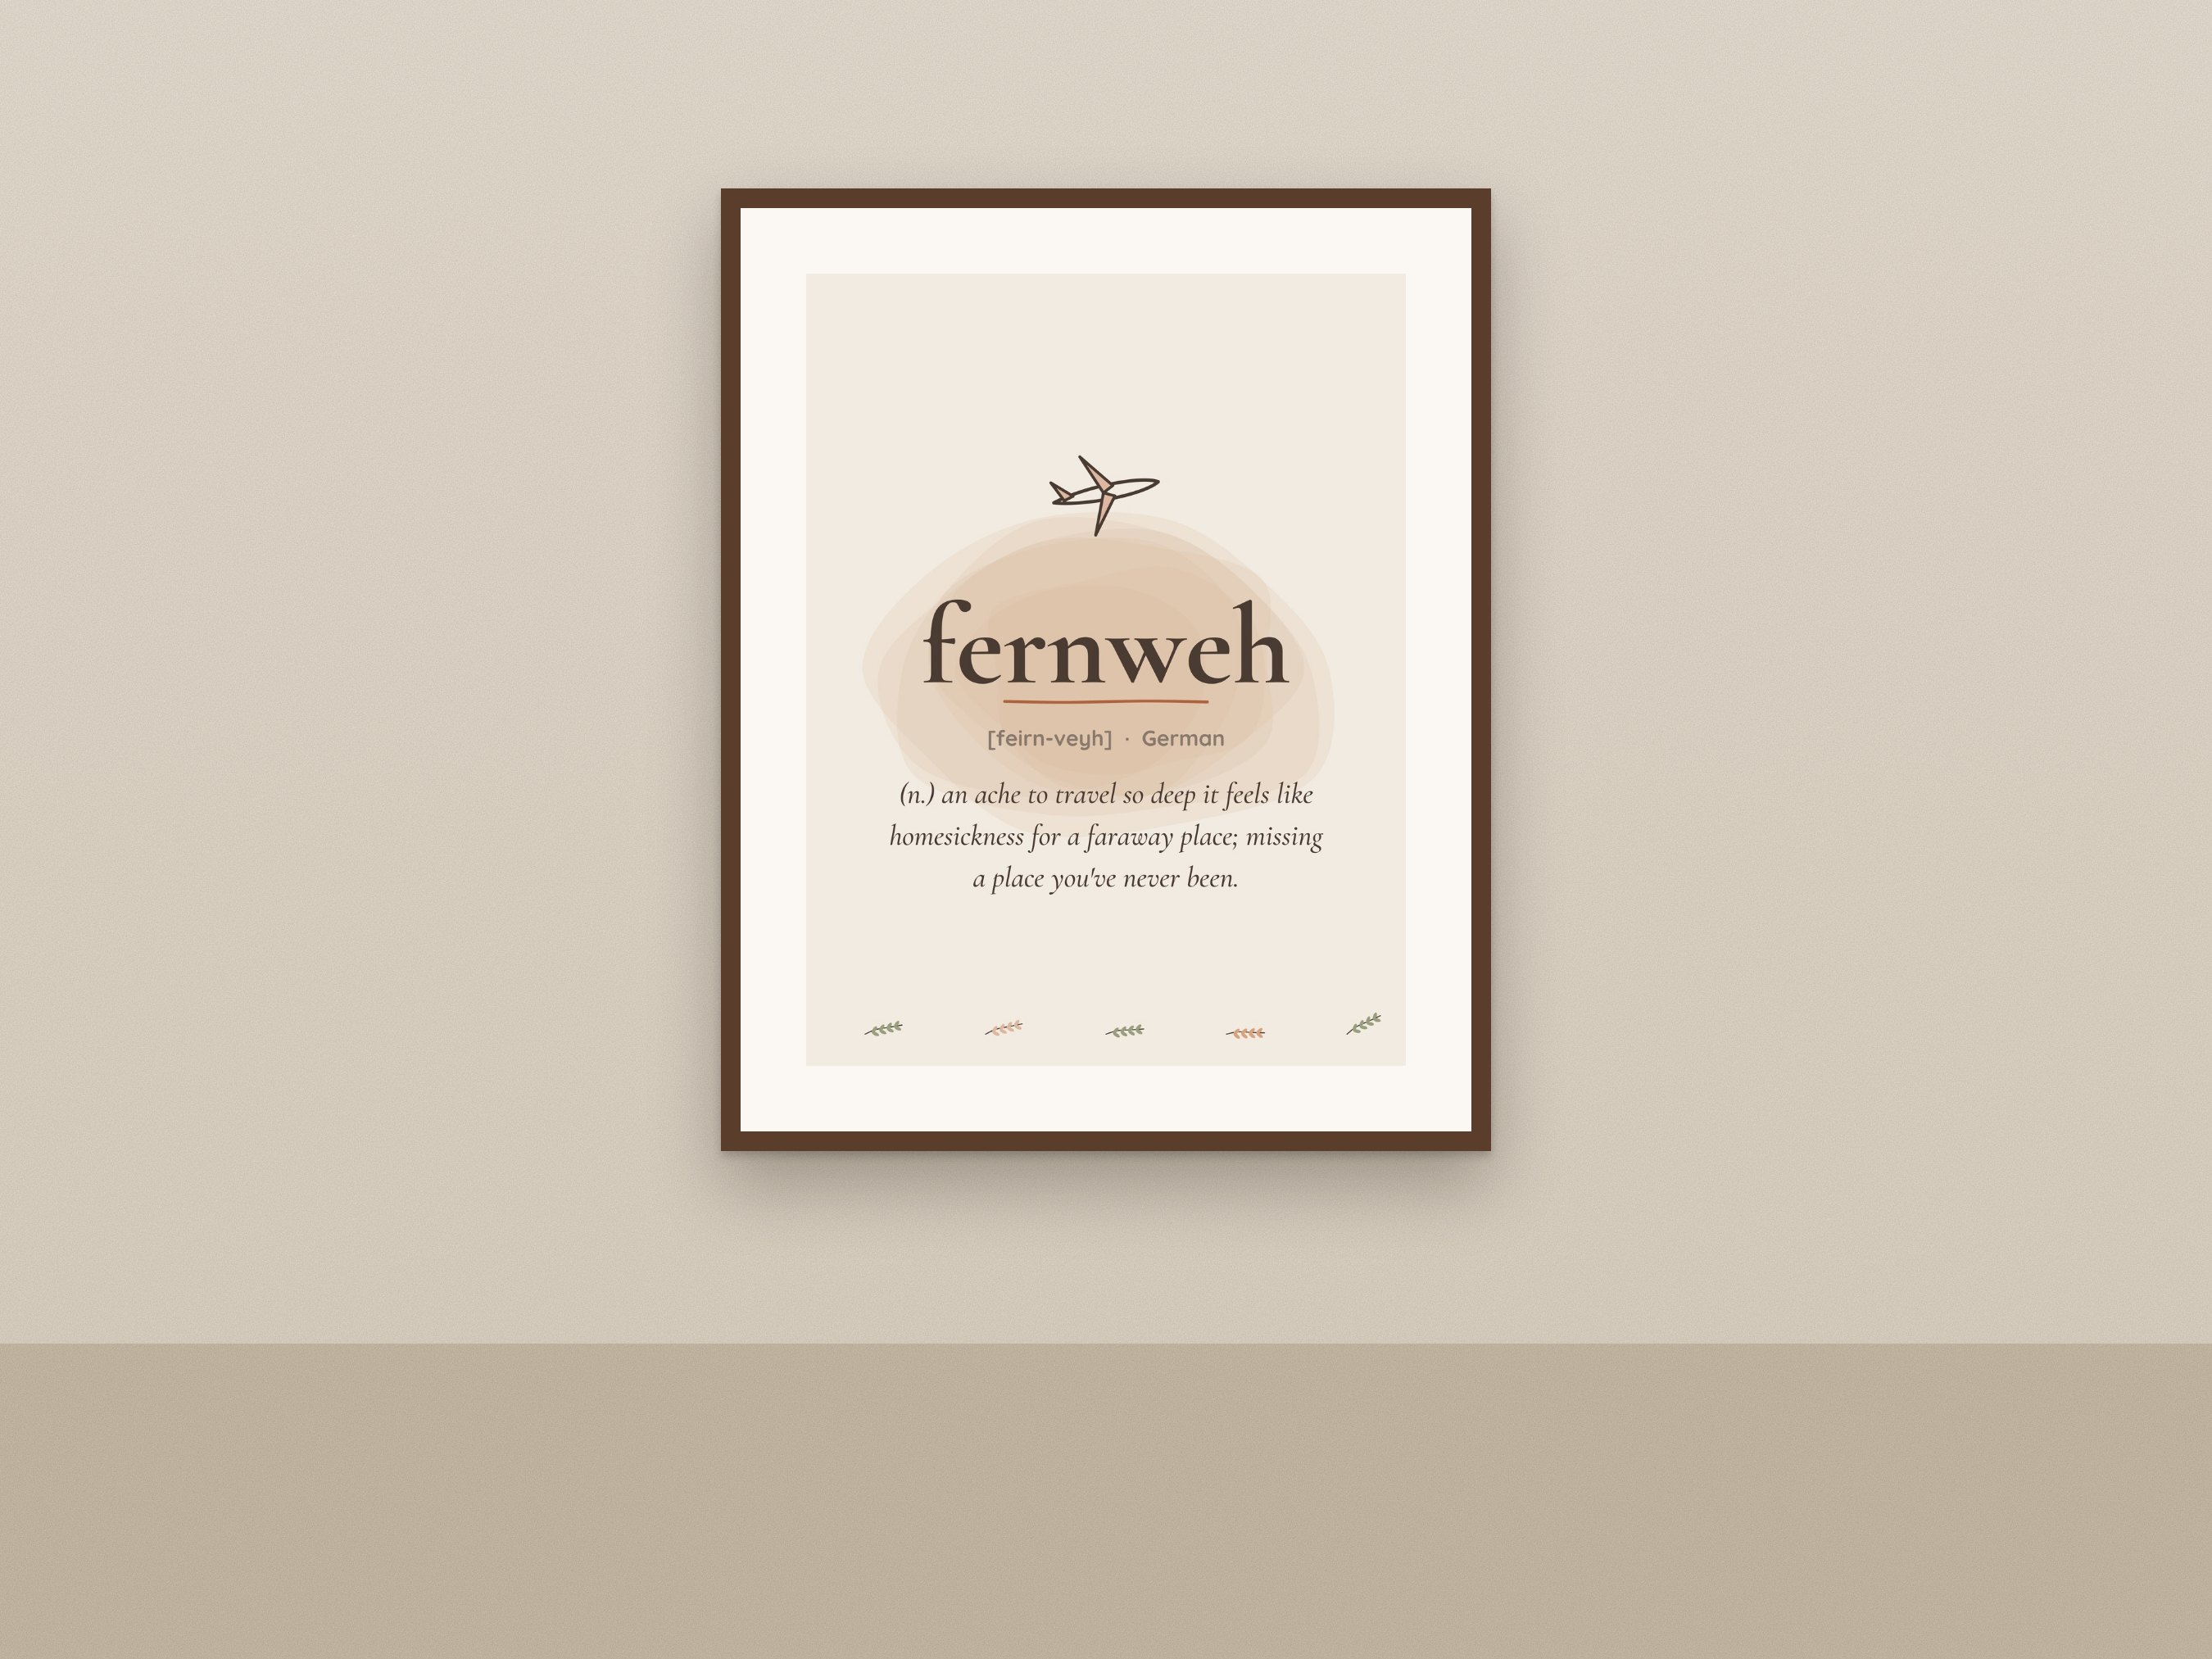 fernweh
[feirn-veyh] · German
(n.) an ache to travel so deep it feels like
homesickness for a faraway place; missing
a place you've never been.